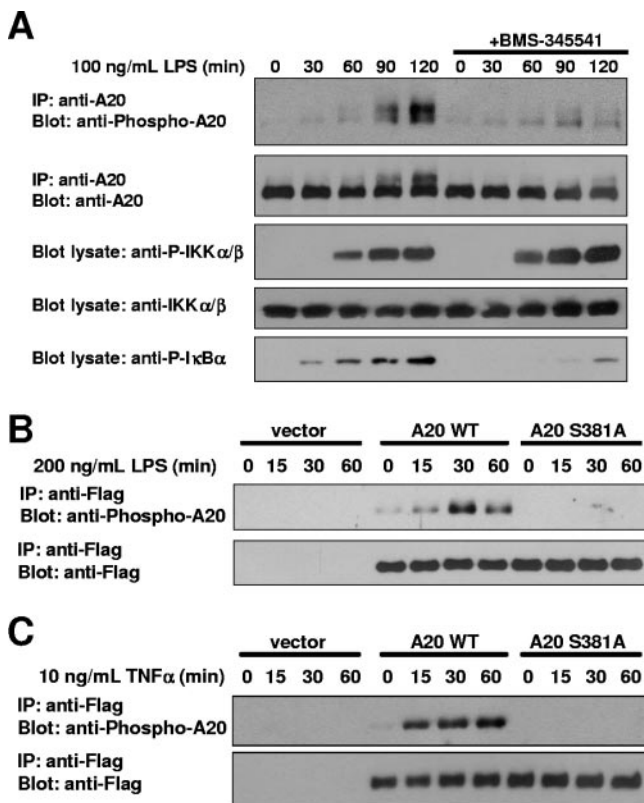 A
+BMS-345541
100 ng/mL LPS (min) 0 30 60 90 120 0 30 60 90 120
IP: anti-A20
Blot: anti-Phospho-A20
IP: anti-A20
Blot: anti-A20
Blot lysate: anti-P-IKKα/β
Blot lysate: anti-IKKα/β
Blot lysate: anti-P-IκBα
B
vector A20 WT A20 S381A
200 ng/mL LPS (min) 0 15 30 60 0 15 30 60 0 15 30 60
IP: anti-Flag
Blot: anti-Phospho-A20
IP: anti-Flag
Blot: anti-Flag
C
vector A20 WT A20 S381A
10 ng/mL TNFα (min) 0 15 30 60 0 15 30 60 0 15 30 60
IP: anti-Flag
Blot: anti-Phospho-A20
IP: anti-Flag
Blot: anti-Flag